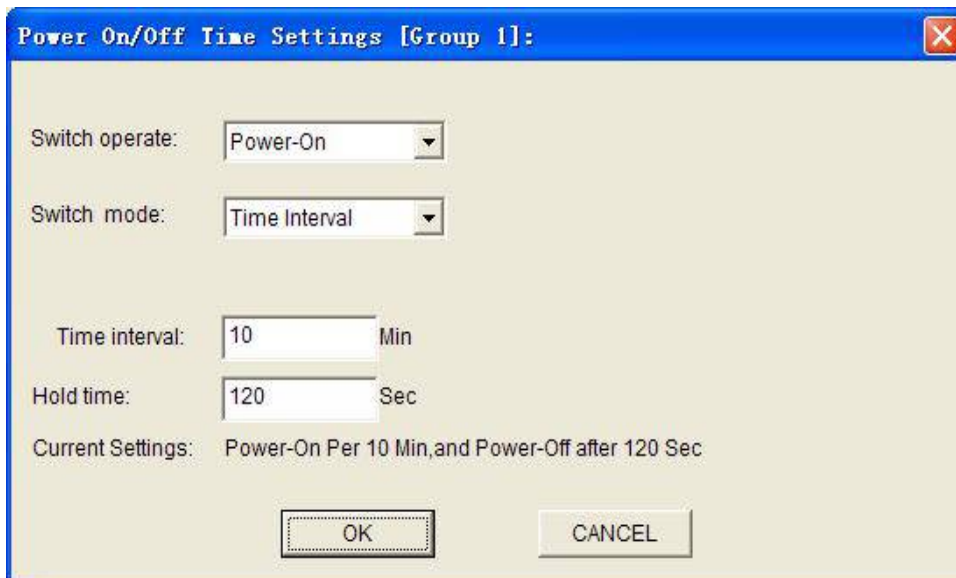 Power On/Off Time Settings [Group 1]:
Switch operate: Power-On
Switch mode: Time Interval
Time interval: 10 Min
Hold time: 120 Sec
Current Settings: Power-On Per 10 Min,and Power-Off after 120 Sec
OK CANCEL